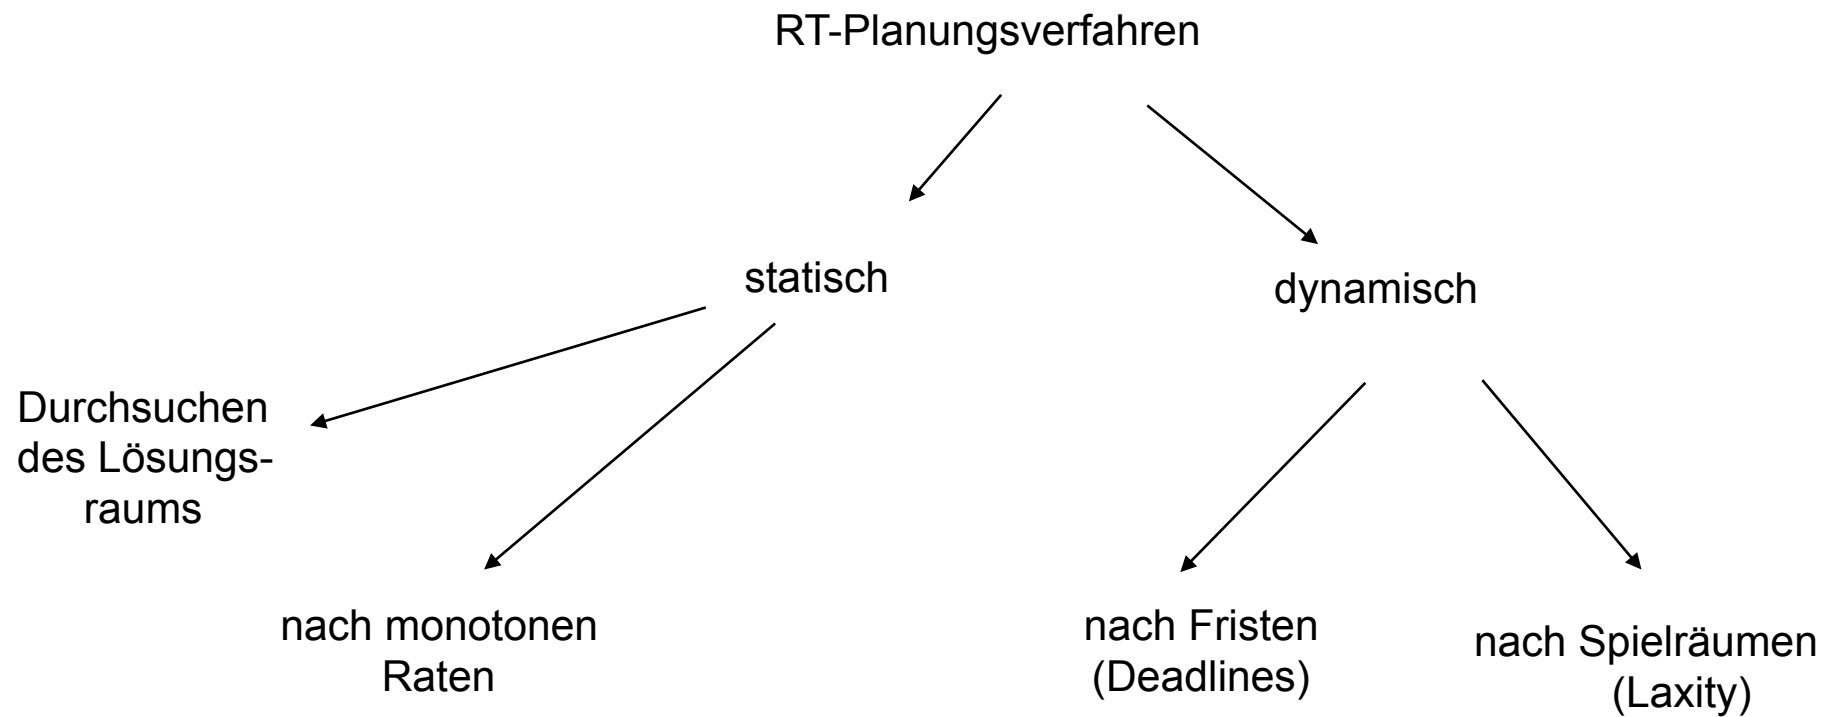 RT-Planungsverfahren
statisch
dynamisch
Durchsuchen
des Lösungs-
raums
nach monotonen
Raten
nach Fristen
(Deadlines)
nach Spielräumen
(Laxity)